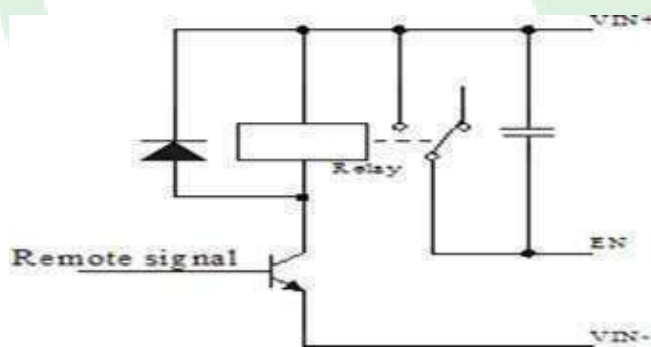 VIN+
Relay
EN
Remote signal
VIN-